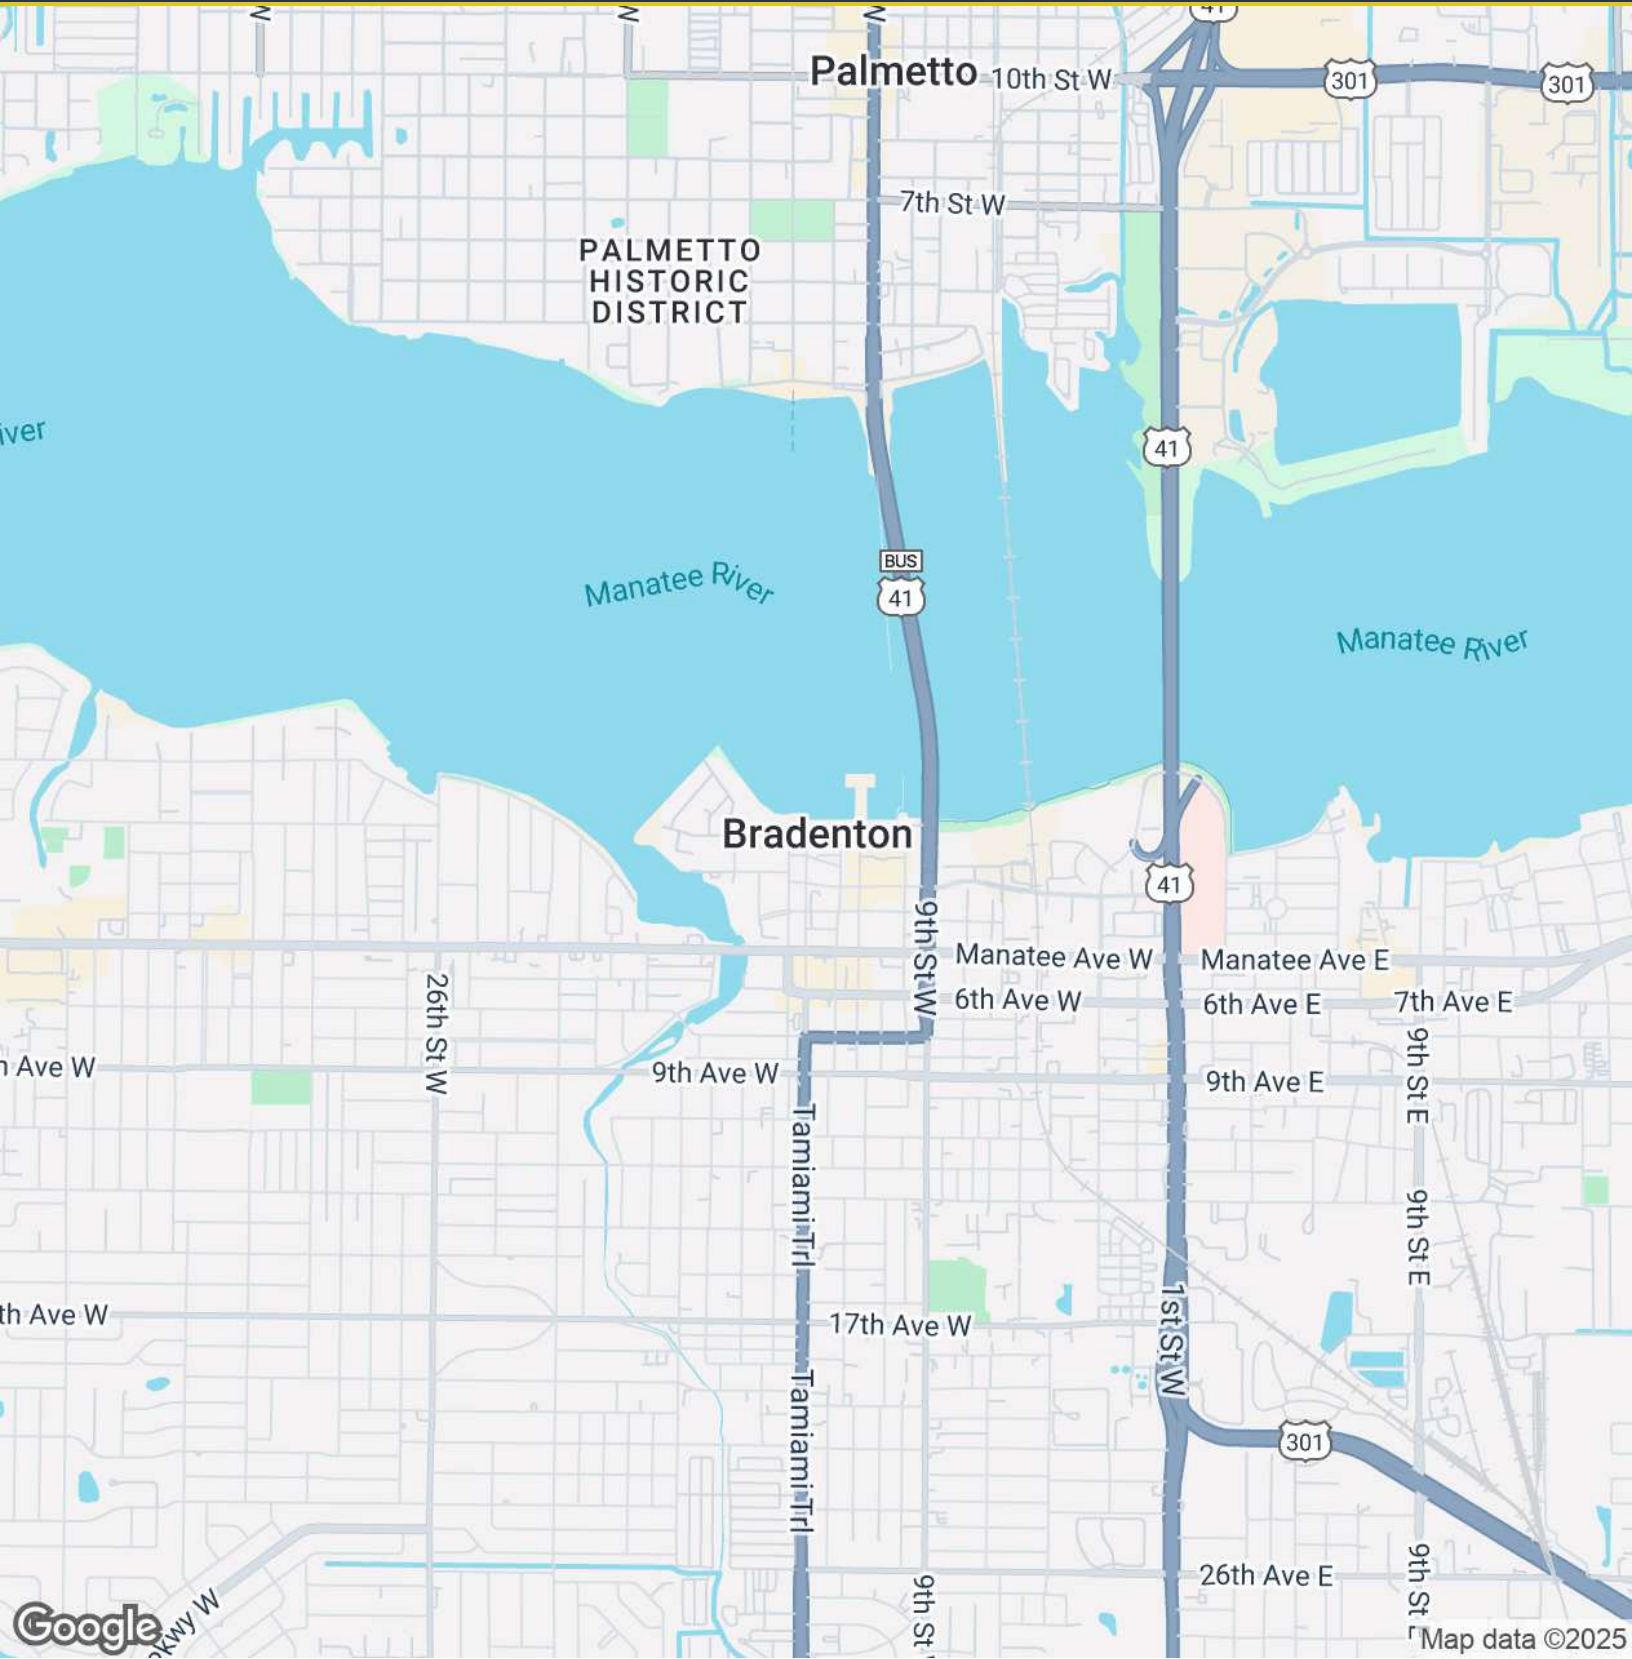 41
Palmetto
10th St W
301
301
7th St W
PALMETTO
HISTORIC
DISTRICT
41
BUS
41
Manatee River
Manatee River
Bradenton
41
9th St W
Manatee Ave W
Manatee Ave E
26th St W
6th Ave W
6th Ave E
7th Ave E
Ave W
9th Ave W
9th Ave E
9th St E
Tamiami Trl
9th St E
Ave W
17th Ave W
1st St W
Tamiami Trl
301
26th Ave E
9th St E
9th St
Google
Map data ©2025